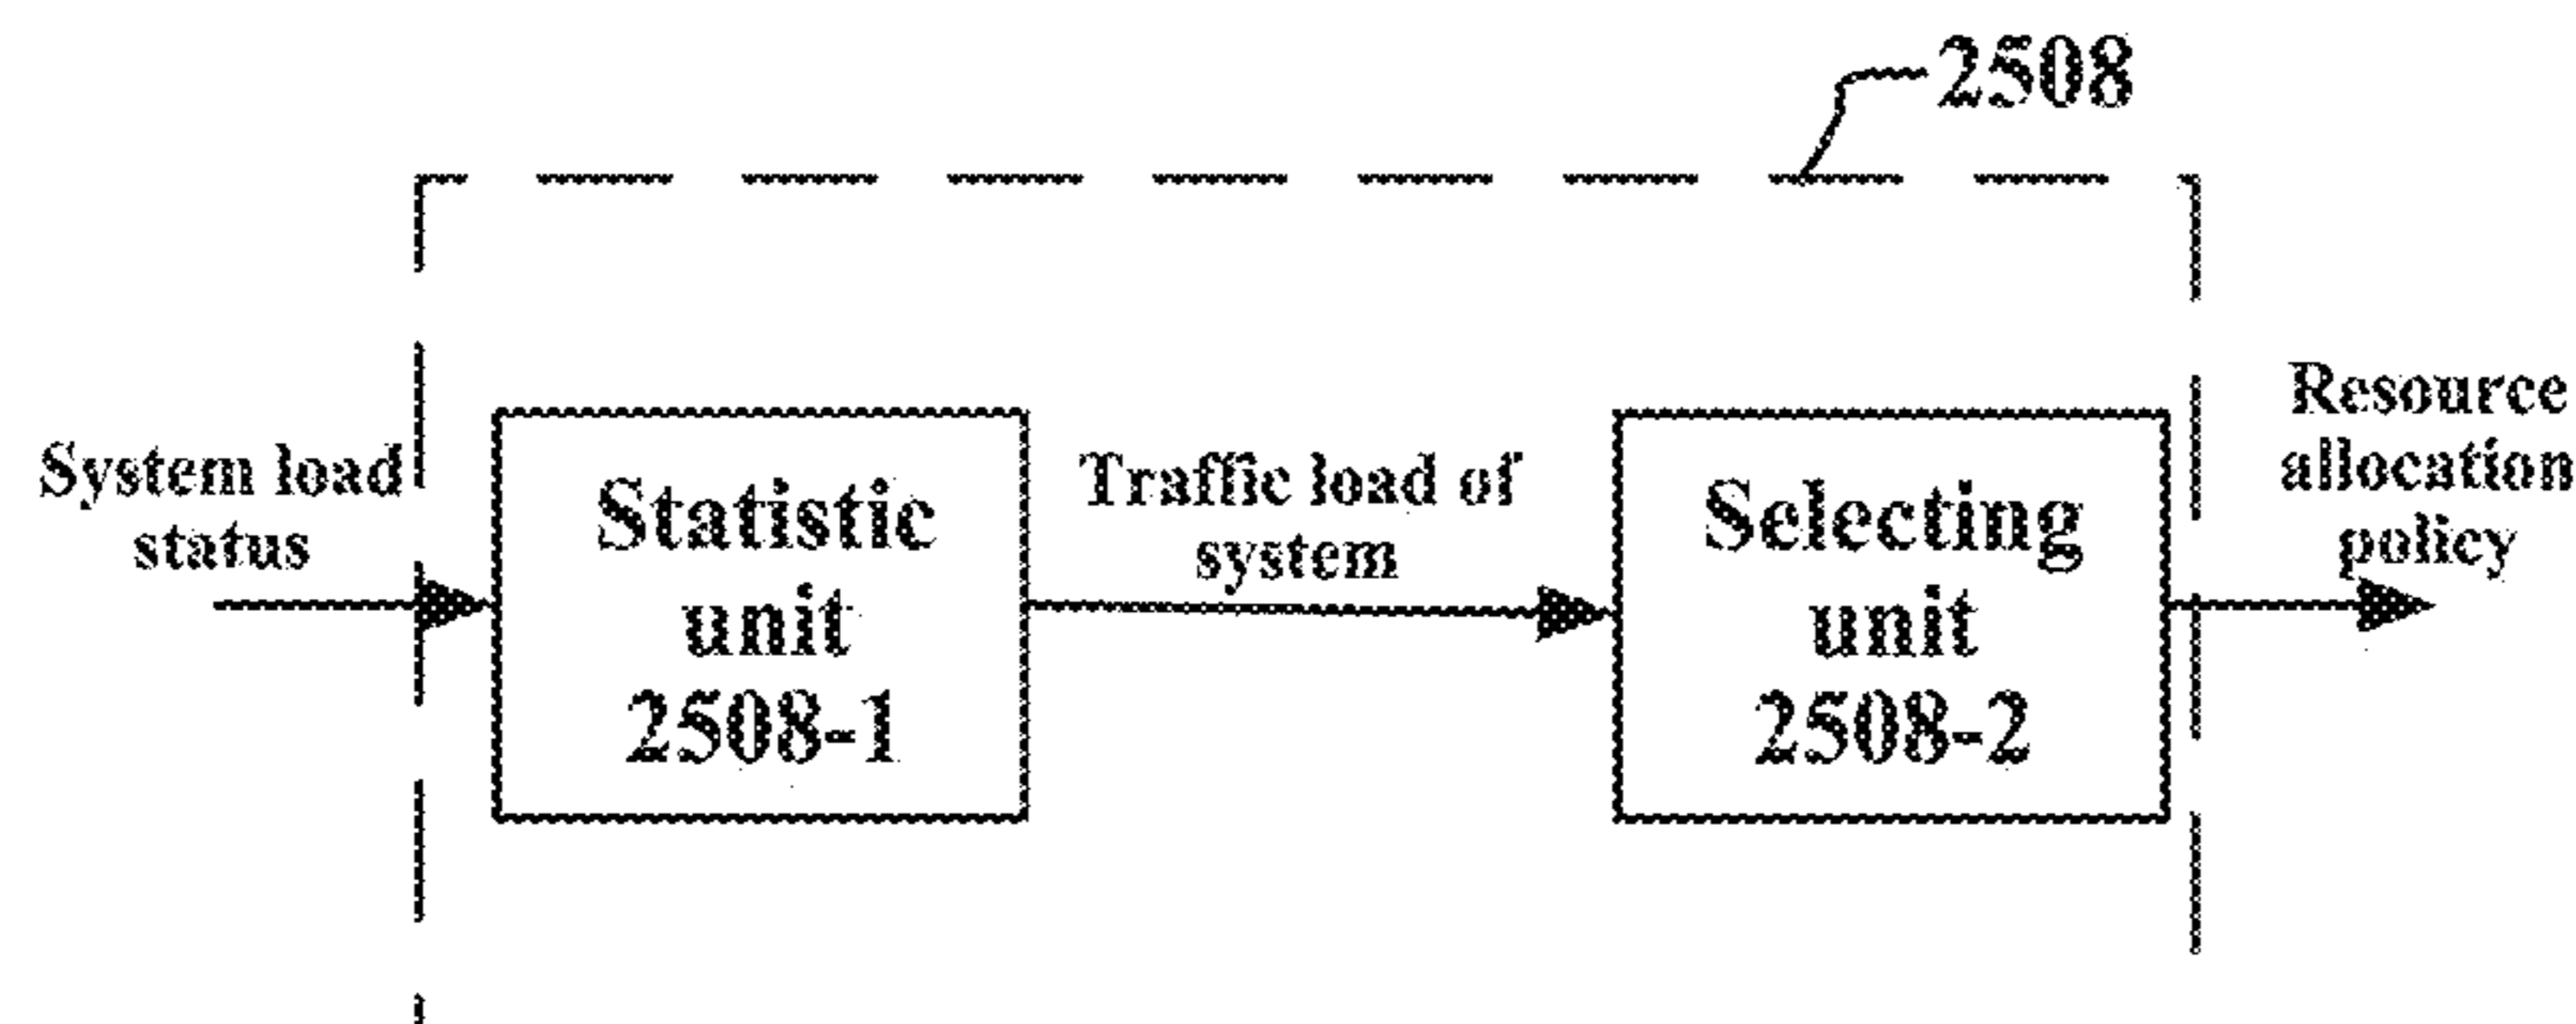 2508
System load
status
Statistic
unit
2508-1
Traffic load of
system
Selecting
unit
2508-2
Resource
allocation
policy